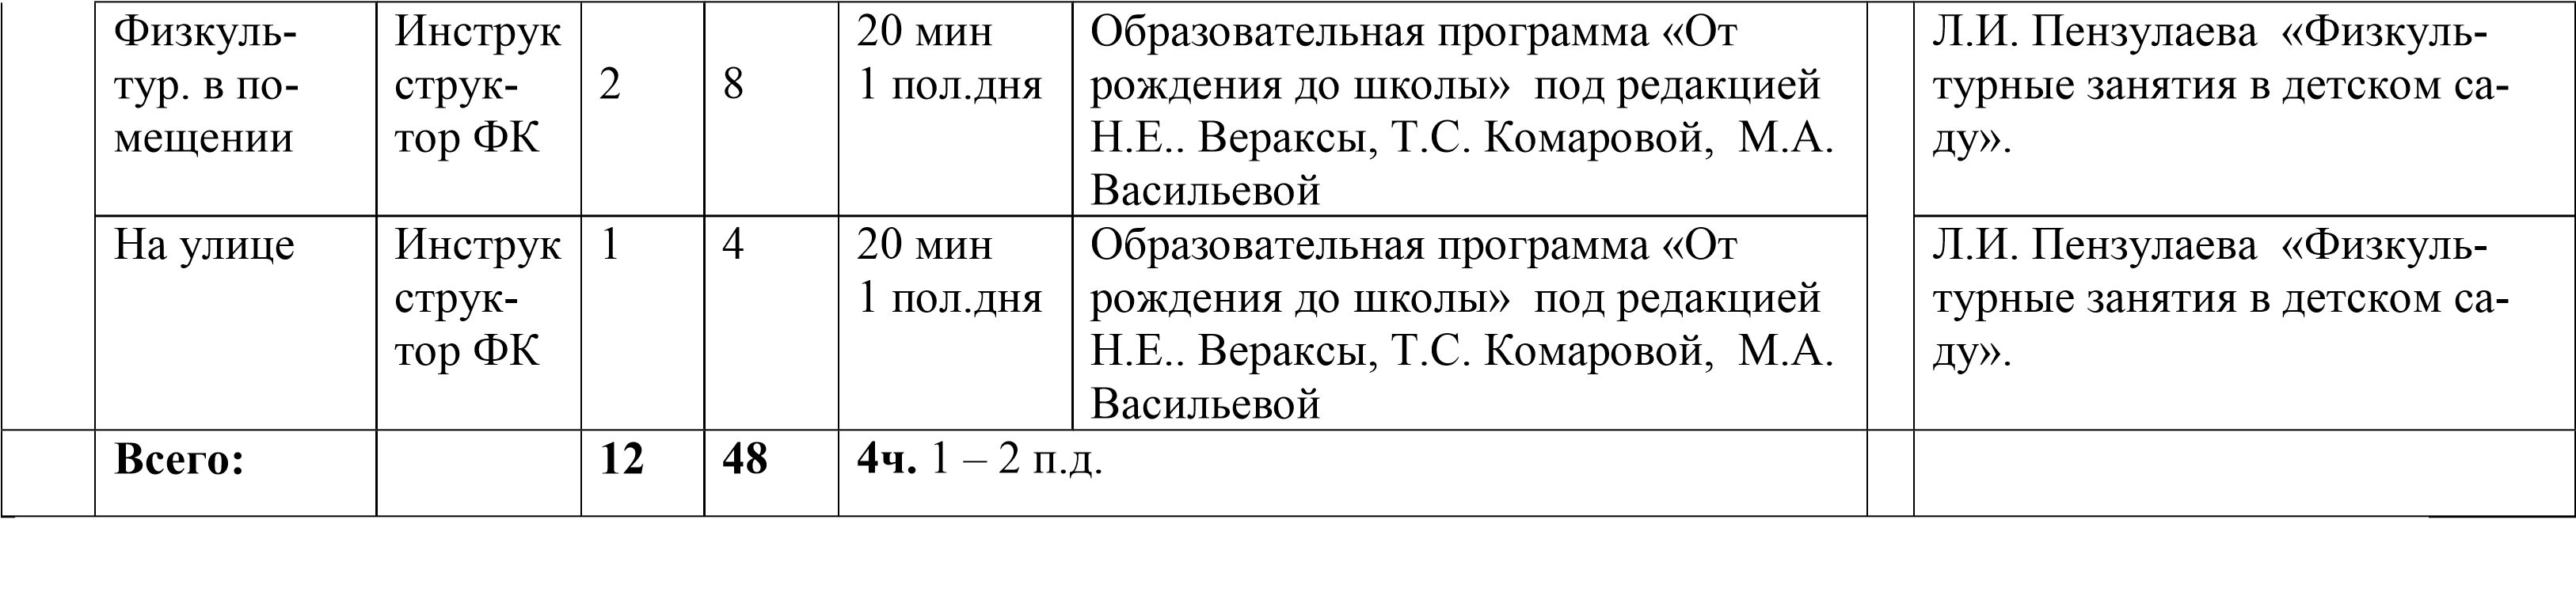 Физкуль-
тур. в по-
мещении
Инструк
струк-
тор ФК
2
8
20 мин
1 пол.дня
Образовательная программа «От
рождения до школы»  под редакцией
Н.Е.. Вераксы, Т.С. Комаровой,  М.А.
Васильевой
Л.И. Пензулаева  «Физкуль-
турные занятия в детском са-
ду».
На улице
Инструк
струк-
тор ФК
1
4
20 мин
1 пол.дня
Образовательная программа «От
рождения до школы»  под редакцией
Н.Е.. Вераксы, Т.С. Комаровой,  М.А.
Васильевой
Л.И. Пензулаева  «Физкуль-
турные занятия в детском са-
ду».
Всего:
12
48
4ч. 1 – 2 п.д.